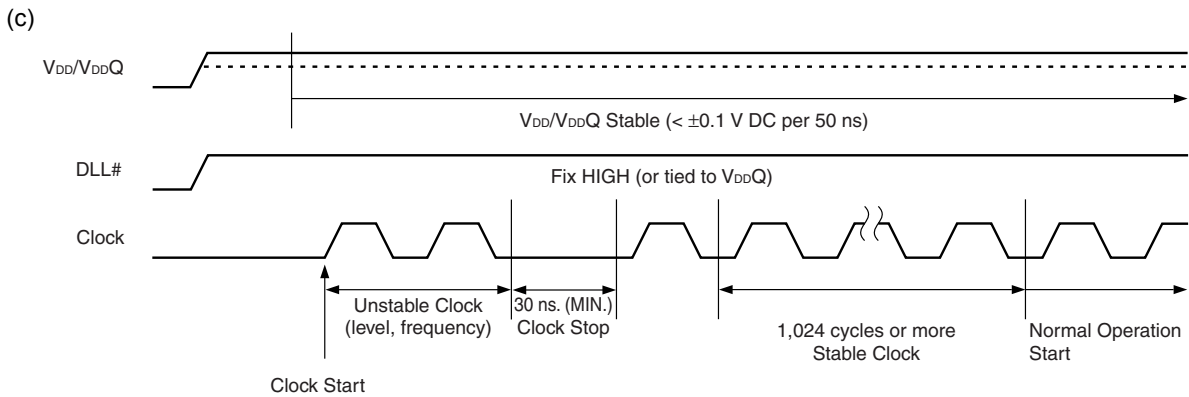 (c)
VDD/VDDQ
VDD/VDDQ Stable (< ±0.1 V DC per 50 ns)
DLL#
Fix HIGH (or tied to VDDQ)
Clock
Unstable Clock
(level, frequency)
30 ns. (MIN.)
Clock Stop
1,024 cycles or more
Stable Clock
Normal Operation
Start
Clock Start